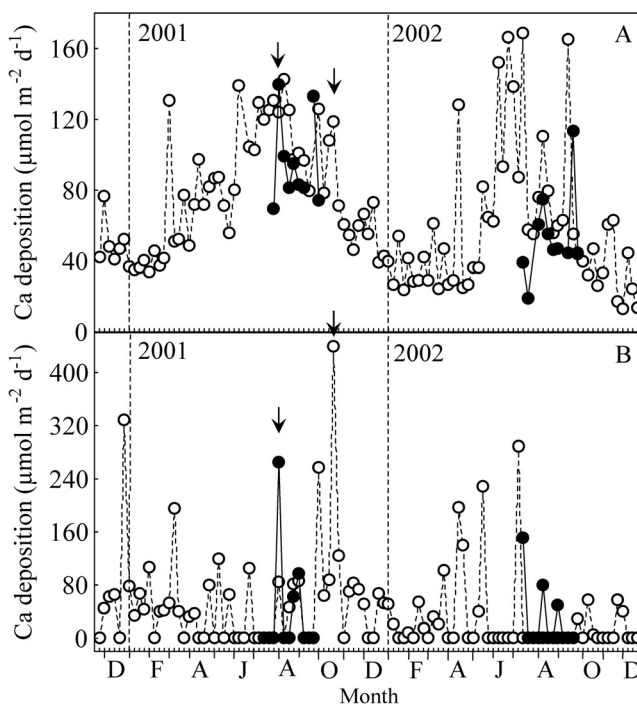 2001
2002
A
Ca deposition (μmol m⁻² d⁻¹)
160
120
80
40
0
2001
2002
B
Ca deposition (μmol m⁻² d⁻¹)
400
320
240
160
80
0
D F A J A O D F A J A O D
Month